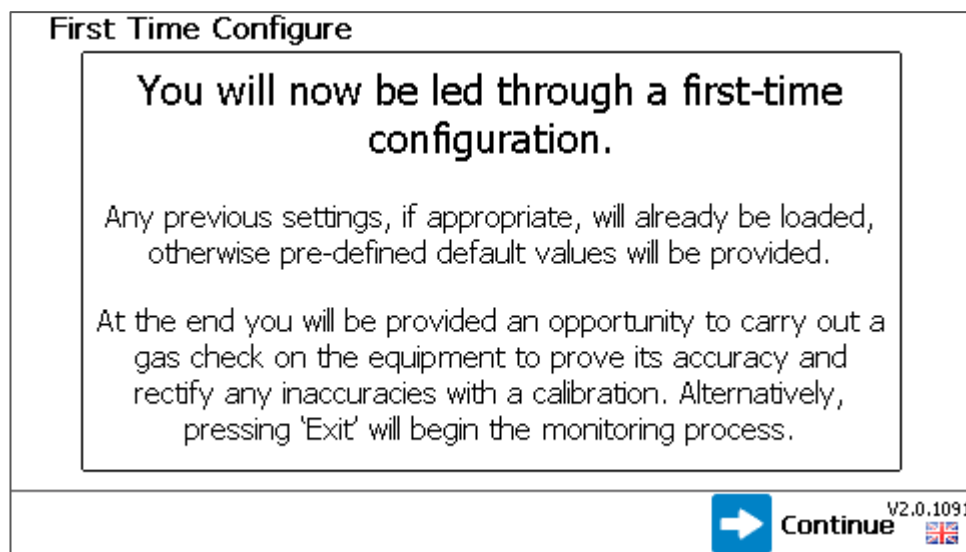 First Time Configure
You will now be led through a first-time
configuration.
Any previous settings, if appropriate, will already be loaded,
otherwise pre-defined default values will be provided.
At the end you will be provided an opportunity to carry out a
gas check on the equipment to prove its accuracy and
rectify any inaccuracies with a calibration. Alternatively,
pressing 'Exit' will begin the monitoring process.
Continue
V2.0.1091